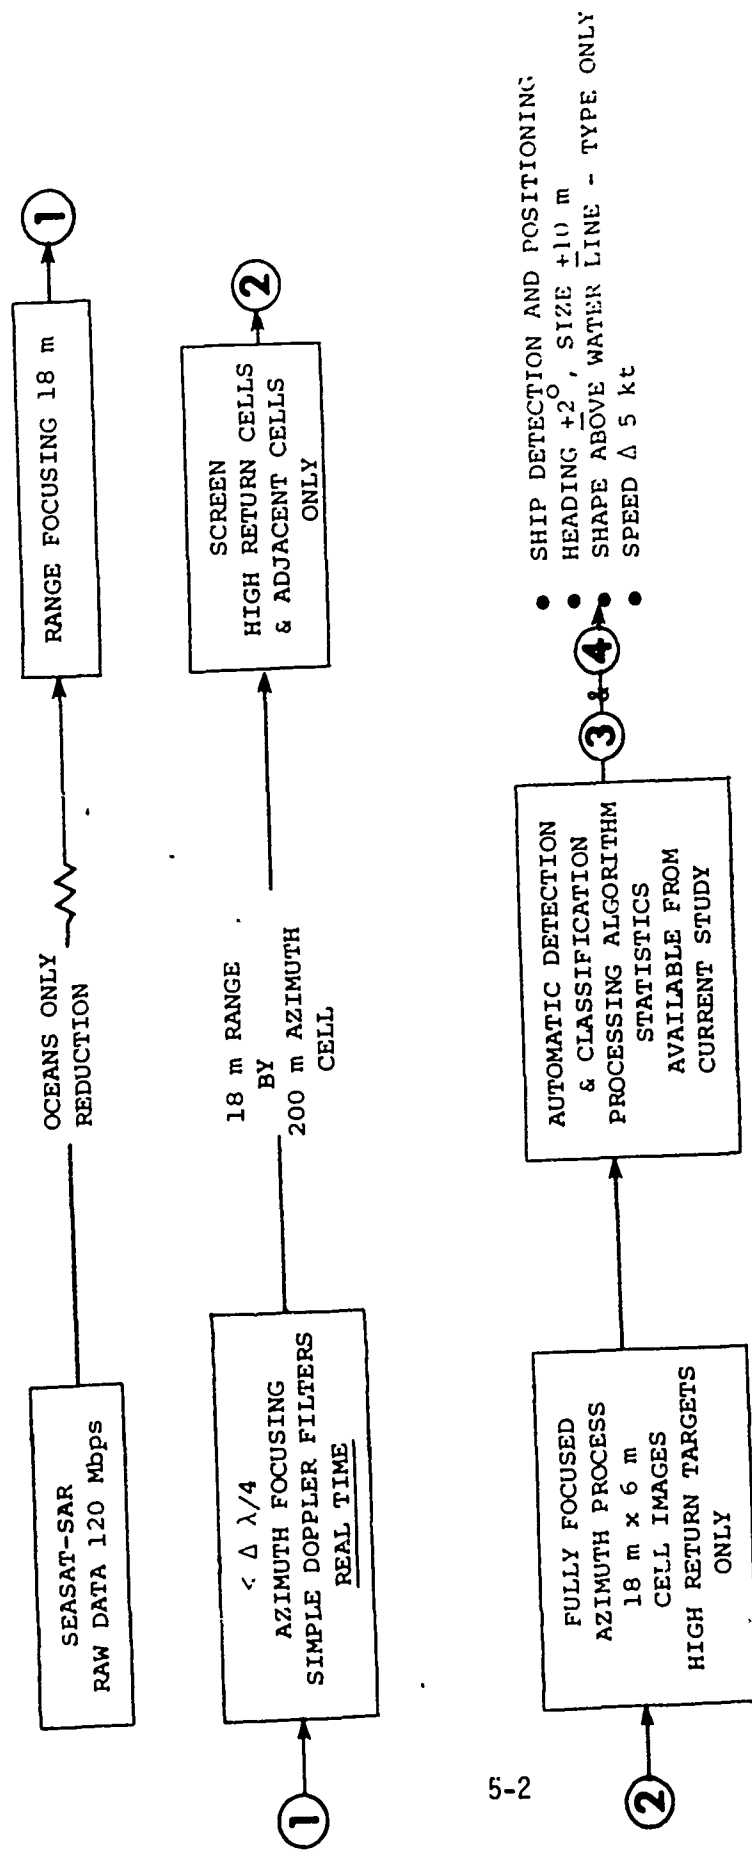 SEASAT-SAR
RAW DATA 120 Mbps
OCEANS ONLY
REDUCTION
RANGE FOCUSING 18 m
1
1
< Δ λ/4
AZIMUTH FOCUSING
SIMPLE DOPPLER FILTERS
REAL TIME
18 m RANGE
BY
200 m AZIMUTH
CELL
SCREEN
HIGH RETURN CELLS
& ADJACENT CELLS
ONLY
2
2
FULLY FOCUSED
AZIMUTH PROCESS
18 m x 6 m
CELL IMAGES
HIGH RETURN TARGETS
ONLY
AUTOMATIC DETECTION
& CLASSIFICATION
PROCESSING ALGORITHM
STATISTICS
AVAILABLE FROM
CURRENT STUDY
3 & 4
• SHIP DETECTION AND POSITIONING
• HEADING ±2°, SIZE ±10 m
• SHAPE ABOVE WATER LINE - TYPE ONLY
• SPEED Δ 5 kt
5-2